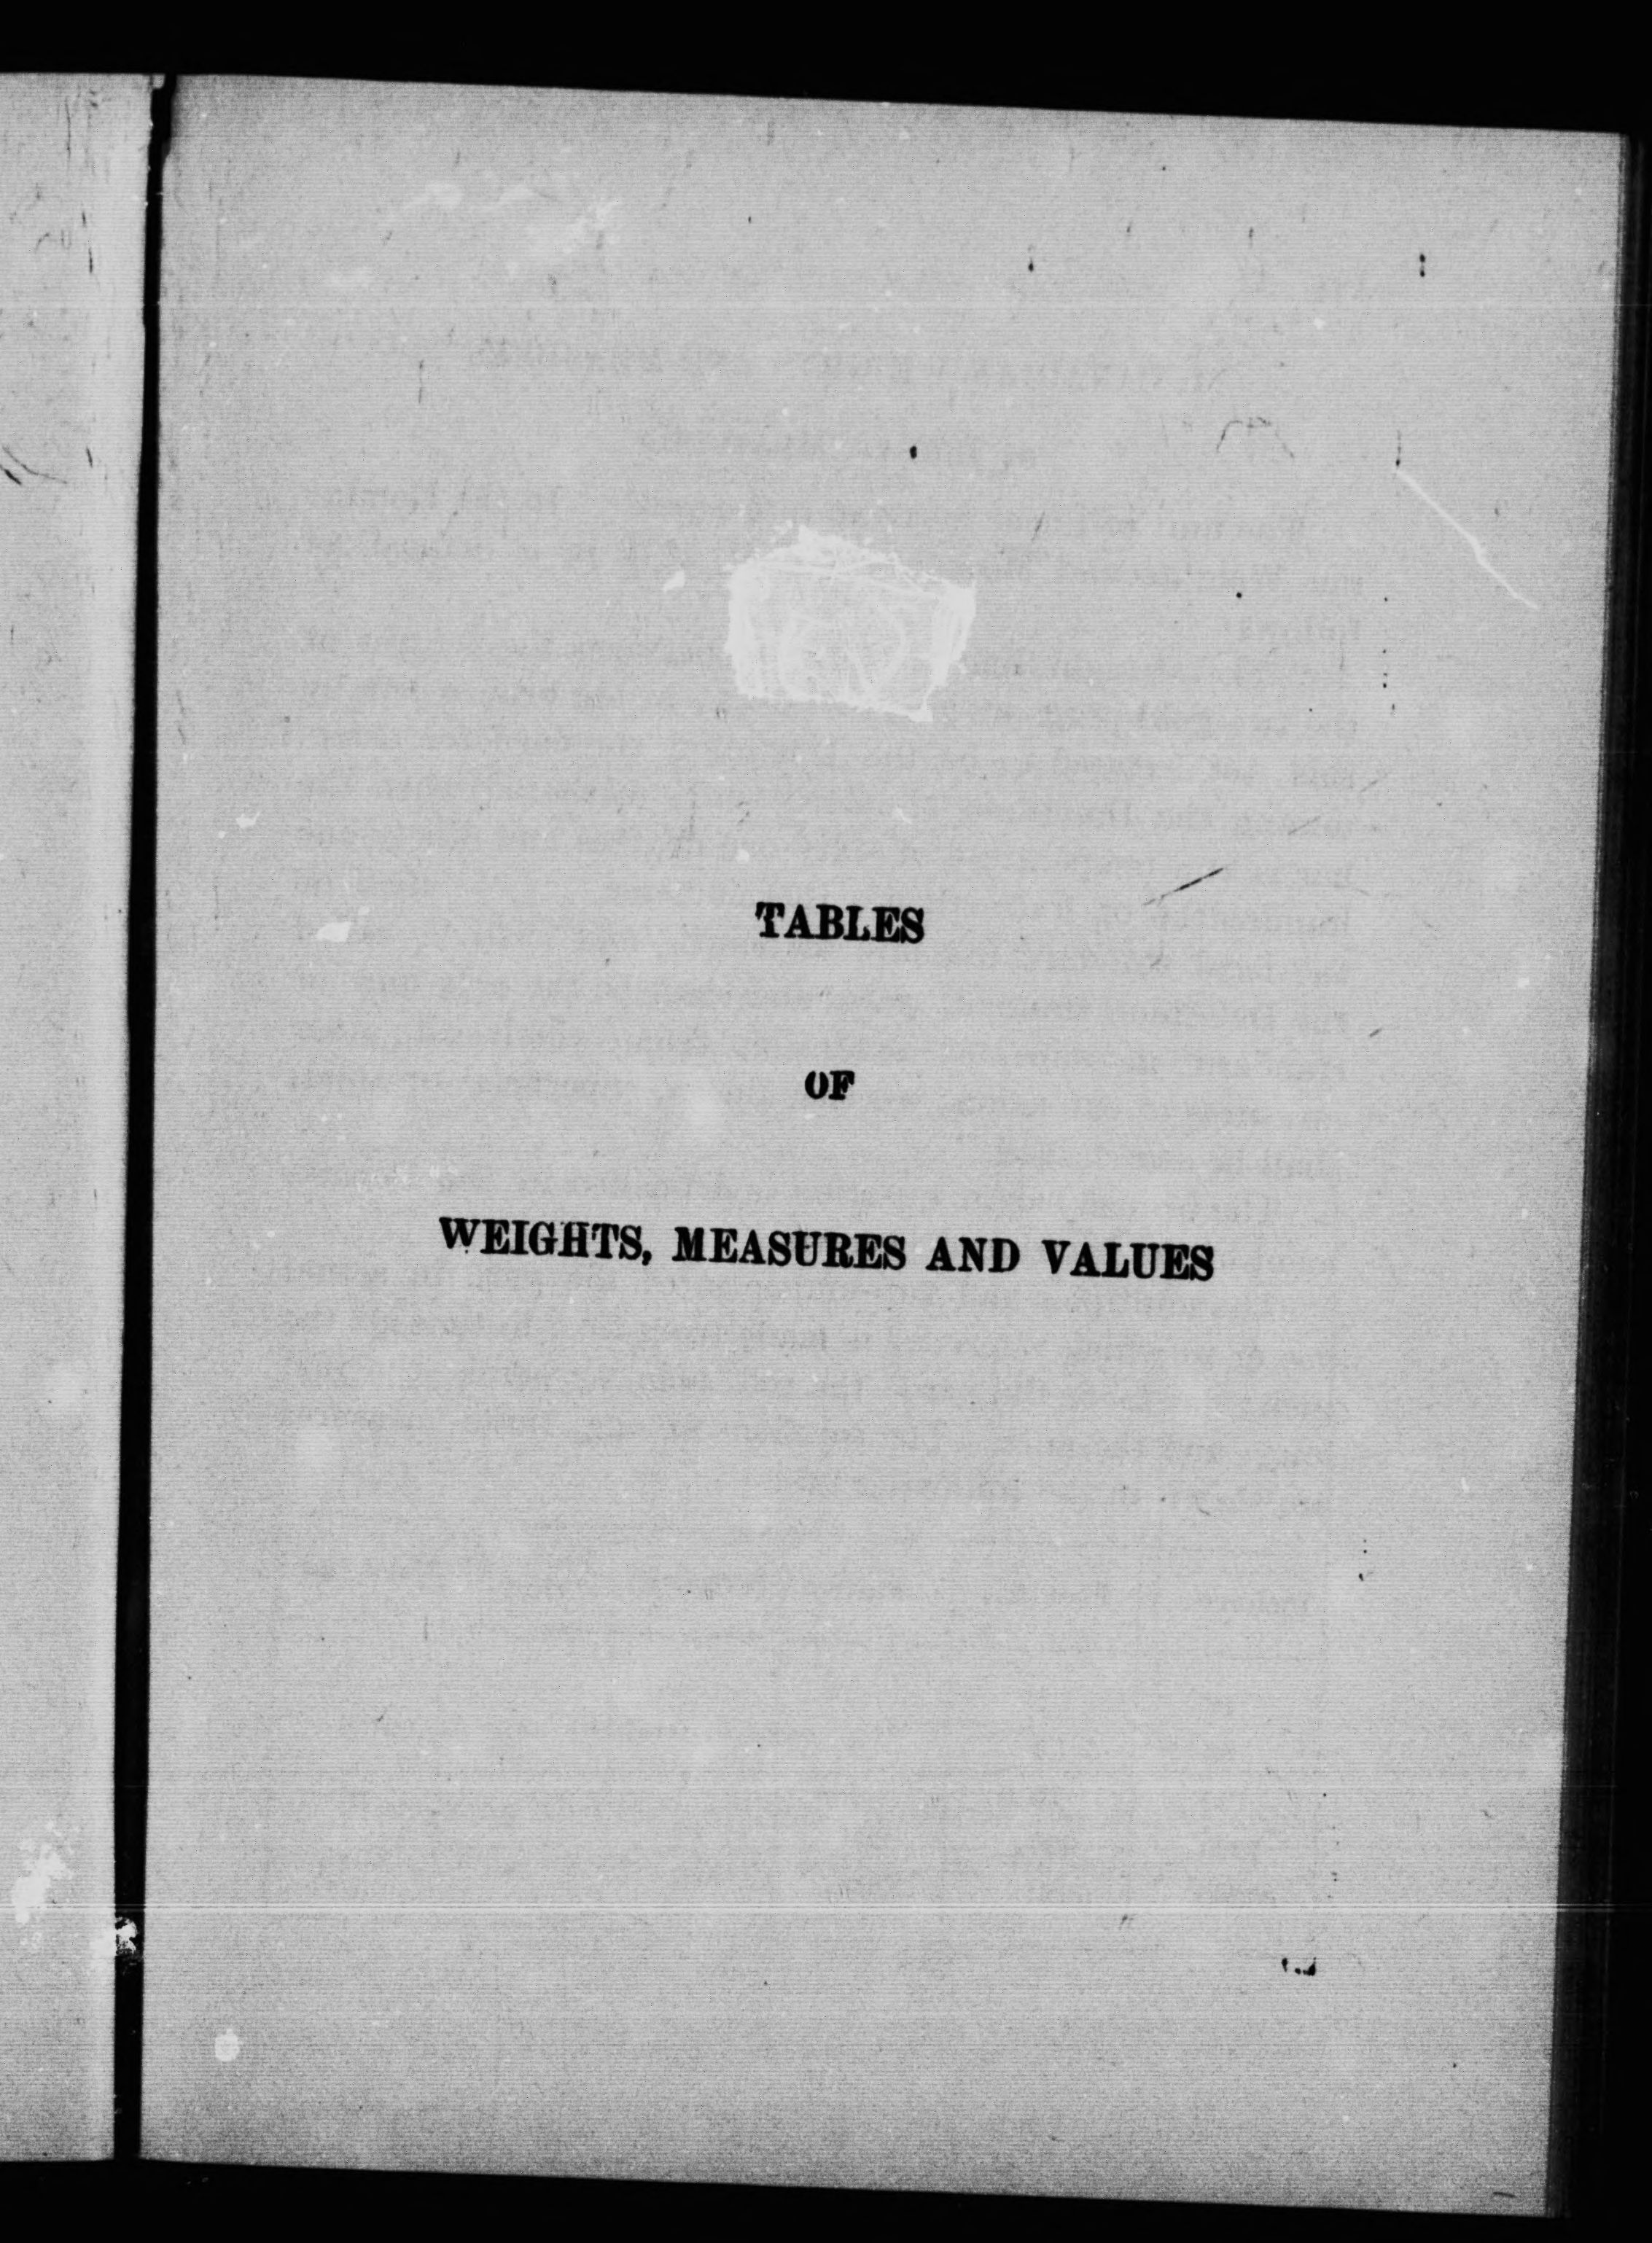 TABLES
OF
WEIGHTS, MEASURES AND VALUES